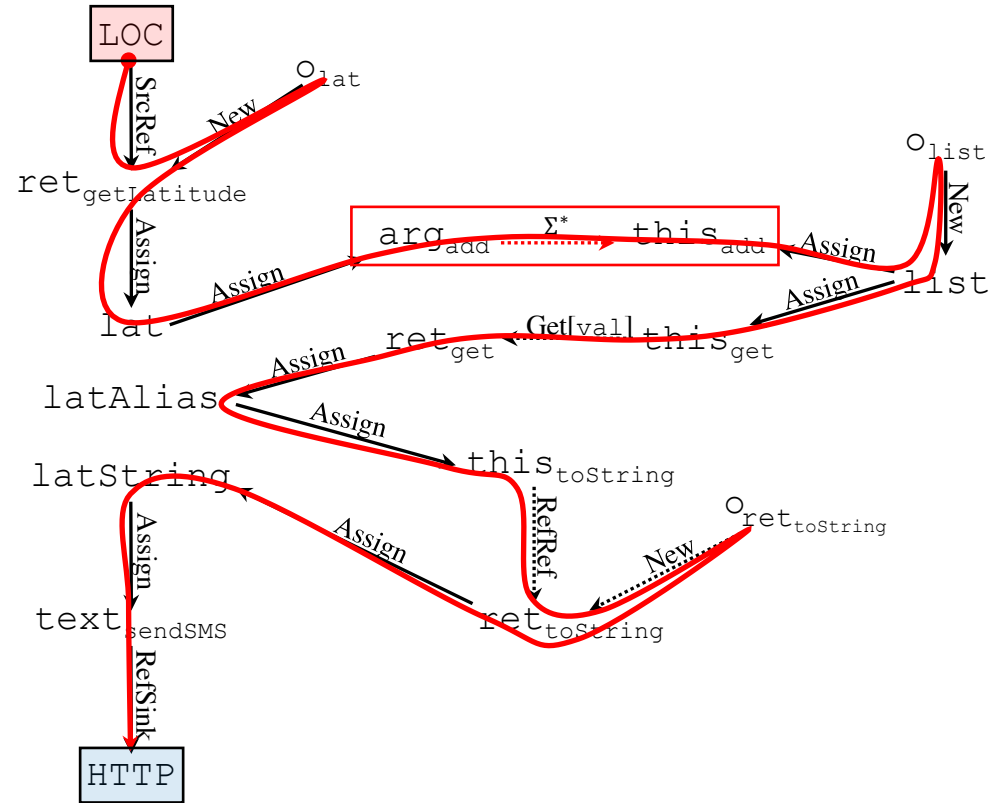 LOC
SrcRef
o_lat
New
ret_getLatitude
o_list
New
arg_add
Σ*
this_add
Assign
Assign
Assign
list
Assign
lat
ret_get
Get[val]
this_get
Assign
latAlias
Assign
this_toString
latString
RefRef
o_ret_toString
Assign
Assign
New
text_sendSMS
ret_toString
RefSink
HTTP